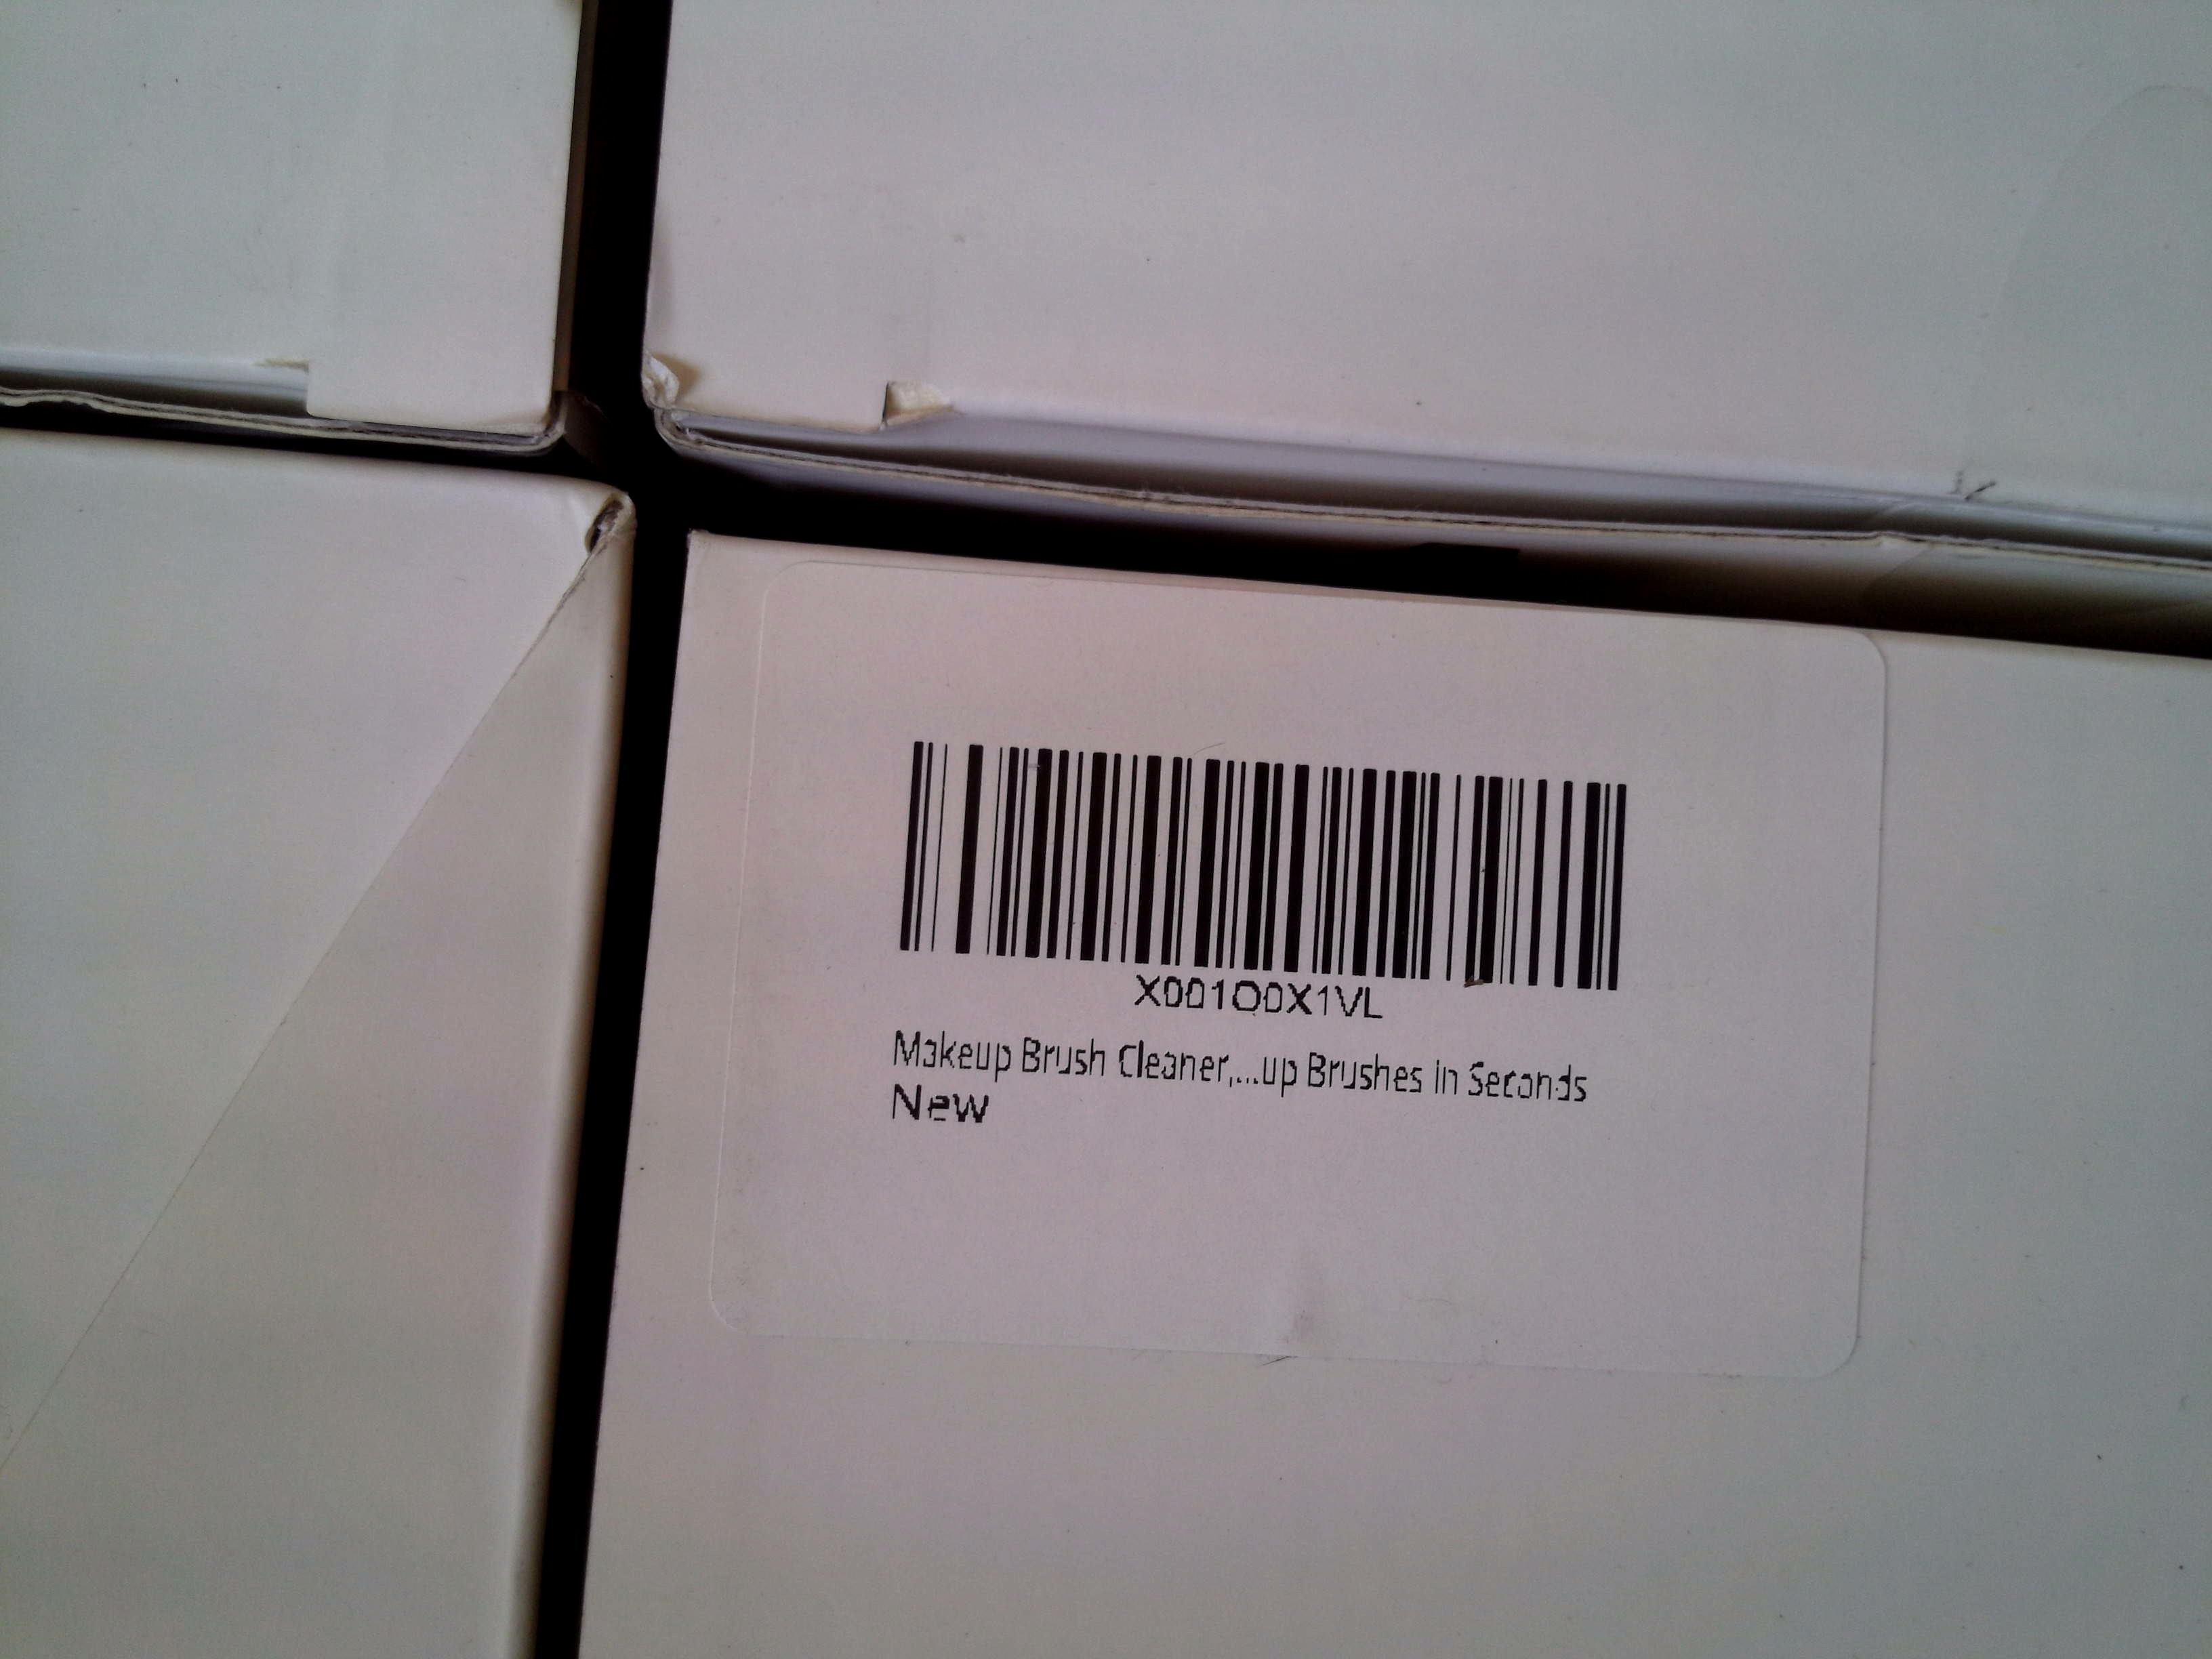 X001O0X1VL
Makeup Brush Cleaner,...up Brushes in Seconds
New